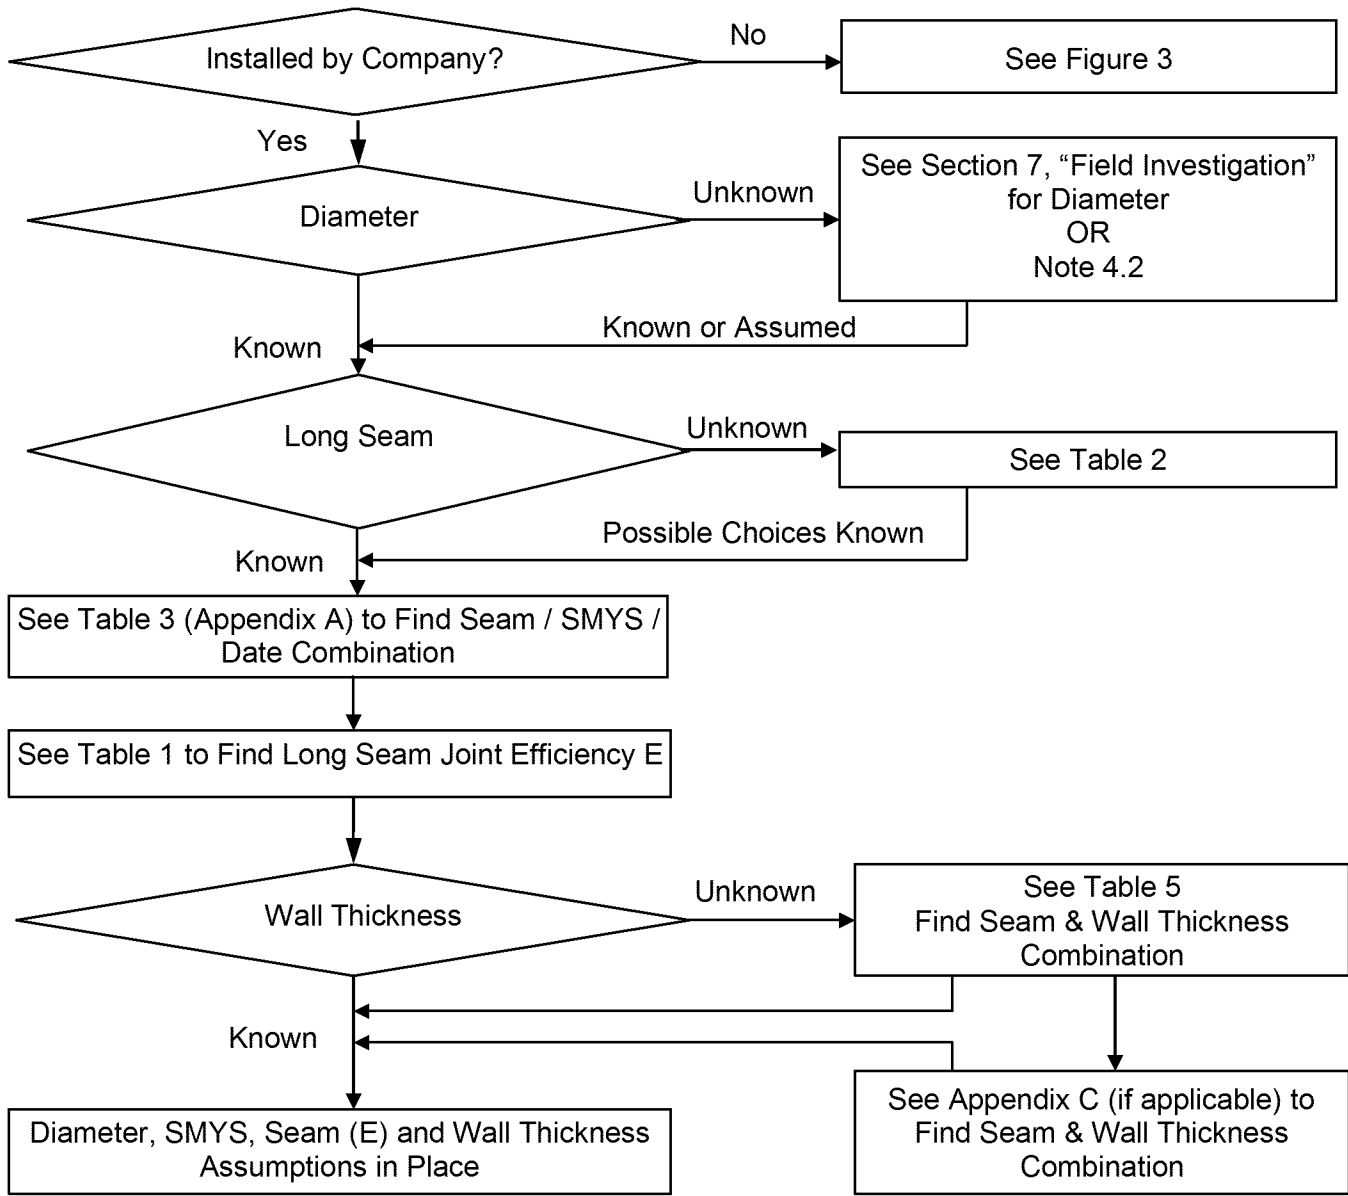 Installed by Company?
No
See Figure 3
Yes
Diameter
Unknown
See Section 7, “Field Investigation”
for Diameter
OR
Note 4.2
Known or Assumed
Known
Long Seam
Unknown
See Table 2
Possible Choices Known
Known
See Table 3 (Appendix A) to Find Seam / SMYS /
Date Combination
See Table 1 to Find Long Seam Joint Efficiency E
Wall Thickness
Unknown
See Table 5
Find Seam & Wall Thickness
Combination
Known
See Appendix C (if applicable) to
Find Seam & Wall Thickness
Combination
Diameter, SMYS, Seam (E) and Wall Thickness
Assumptions in Place